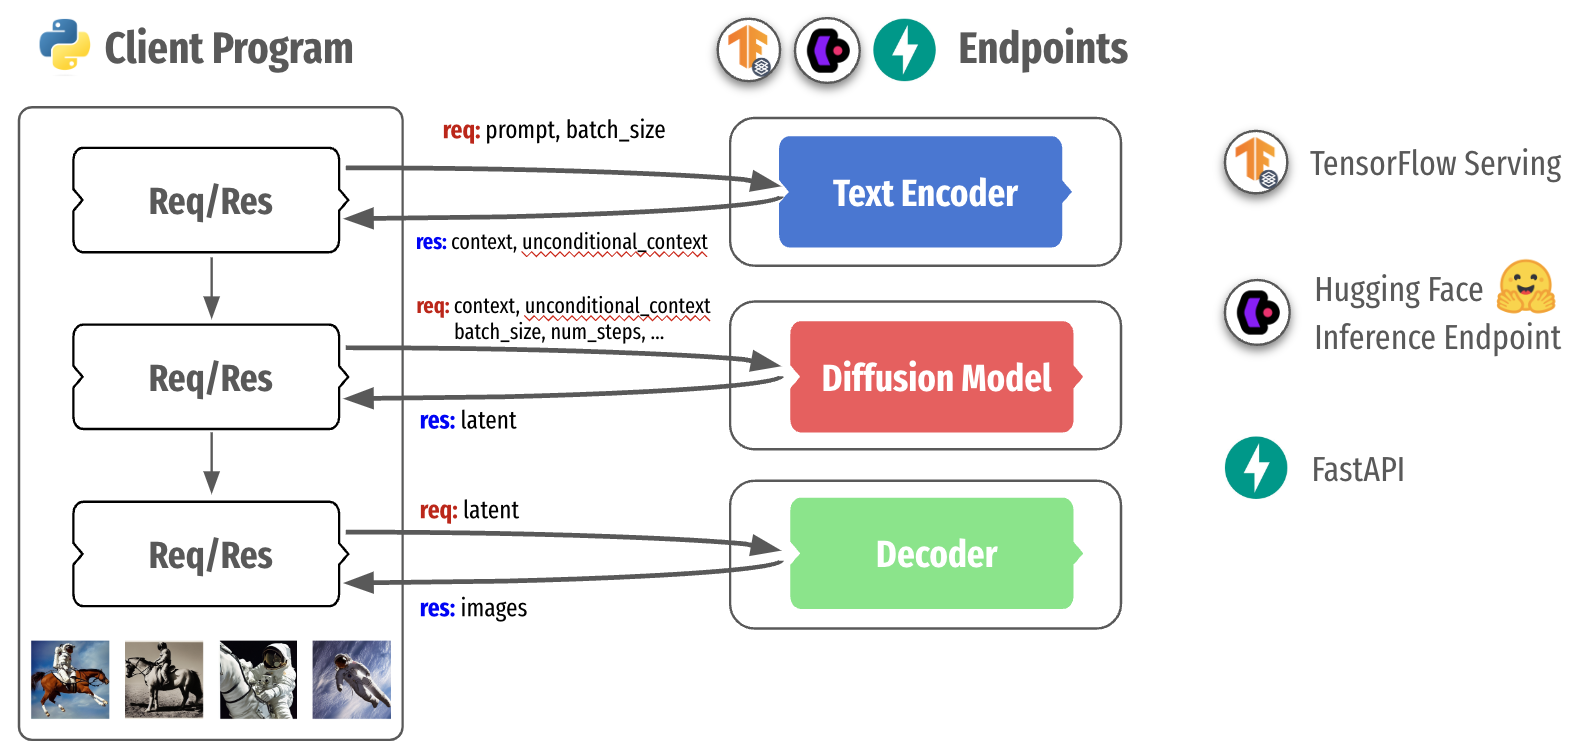 Client Program
Endpoints
req: prompt, batch_size
Req/Res
Text Encoder
res: context, unconditional_context
req: context, unconditional_context
batch_size, num_steps, ...
Req/Res
Diffusion Model
res: latent
req: latent
Req/Res
Decoder
res: images
TensorFlow Serving
Hugging Face
Inference Endpoint
FastAPI